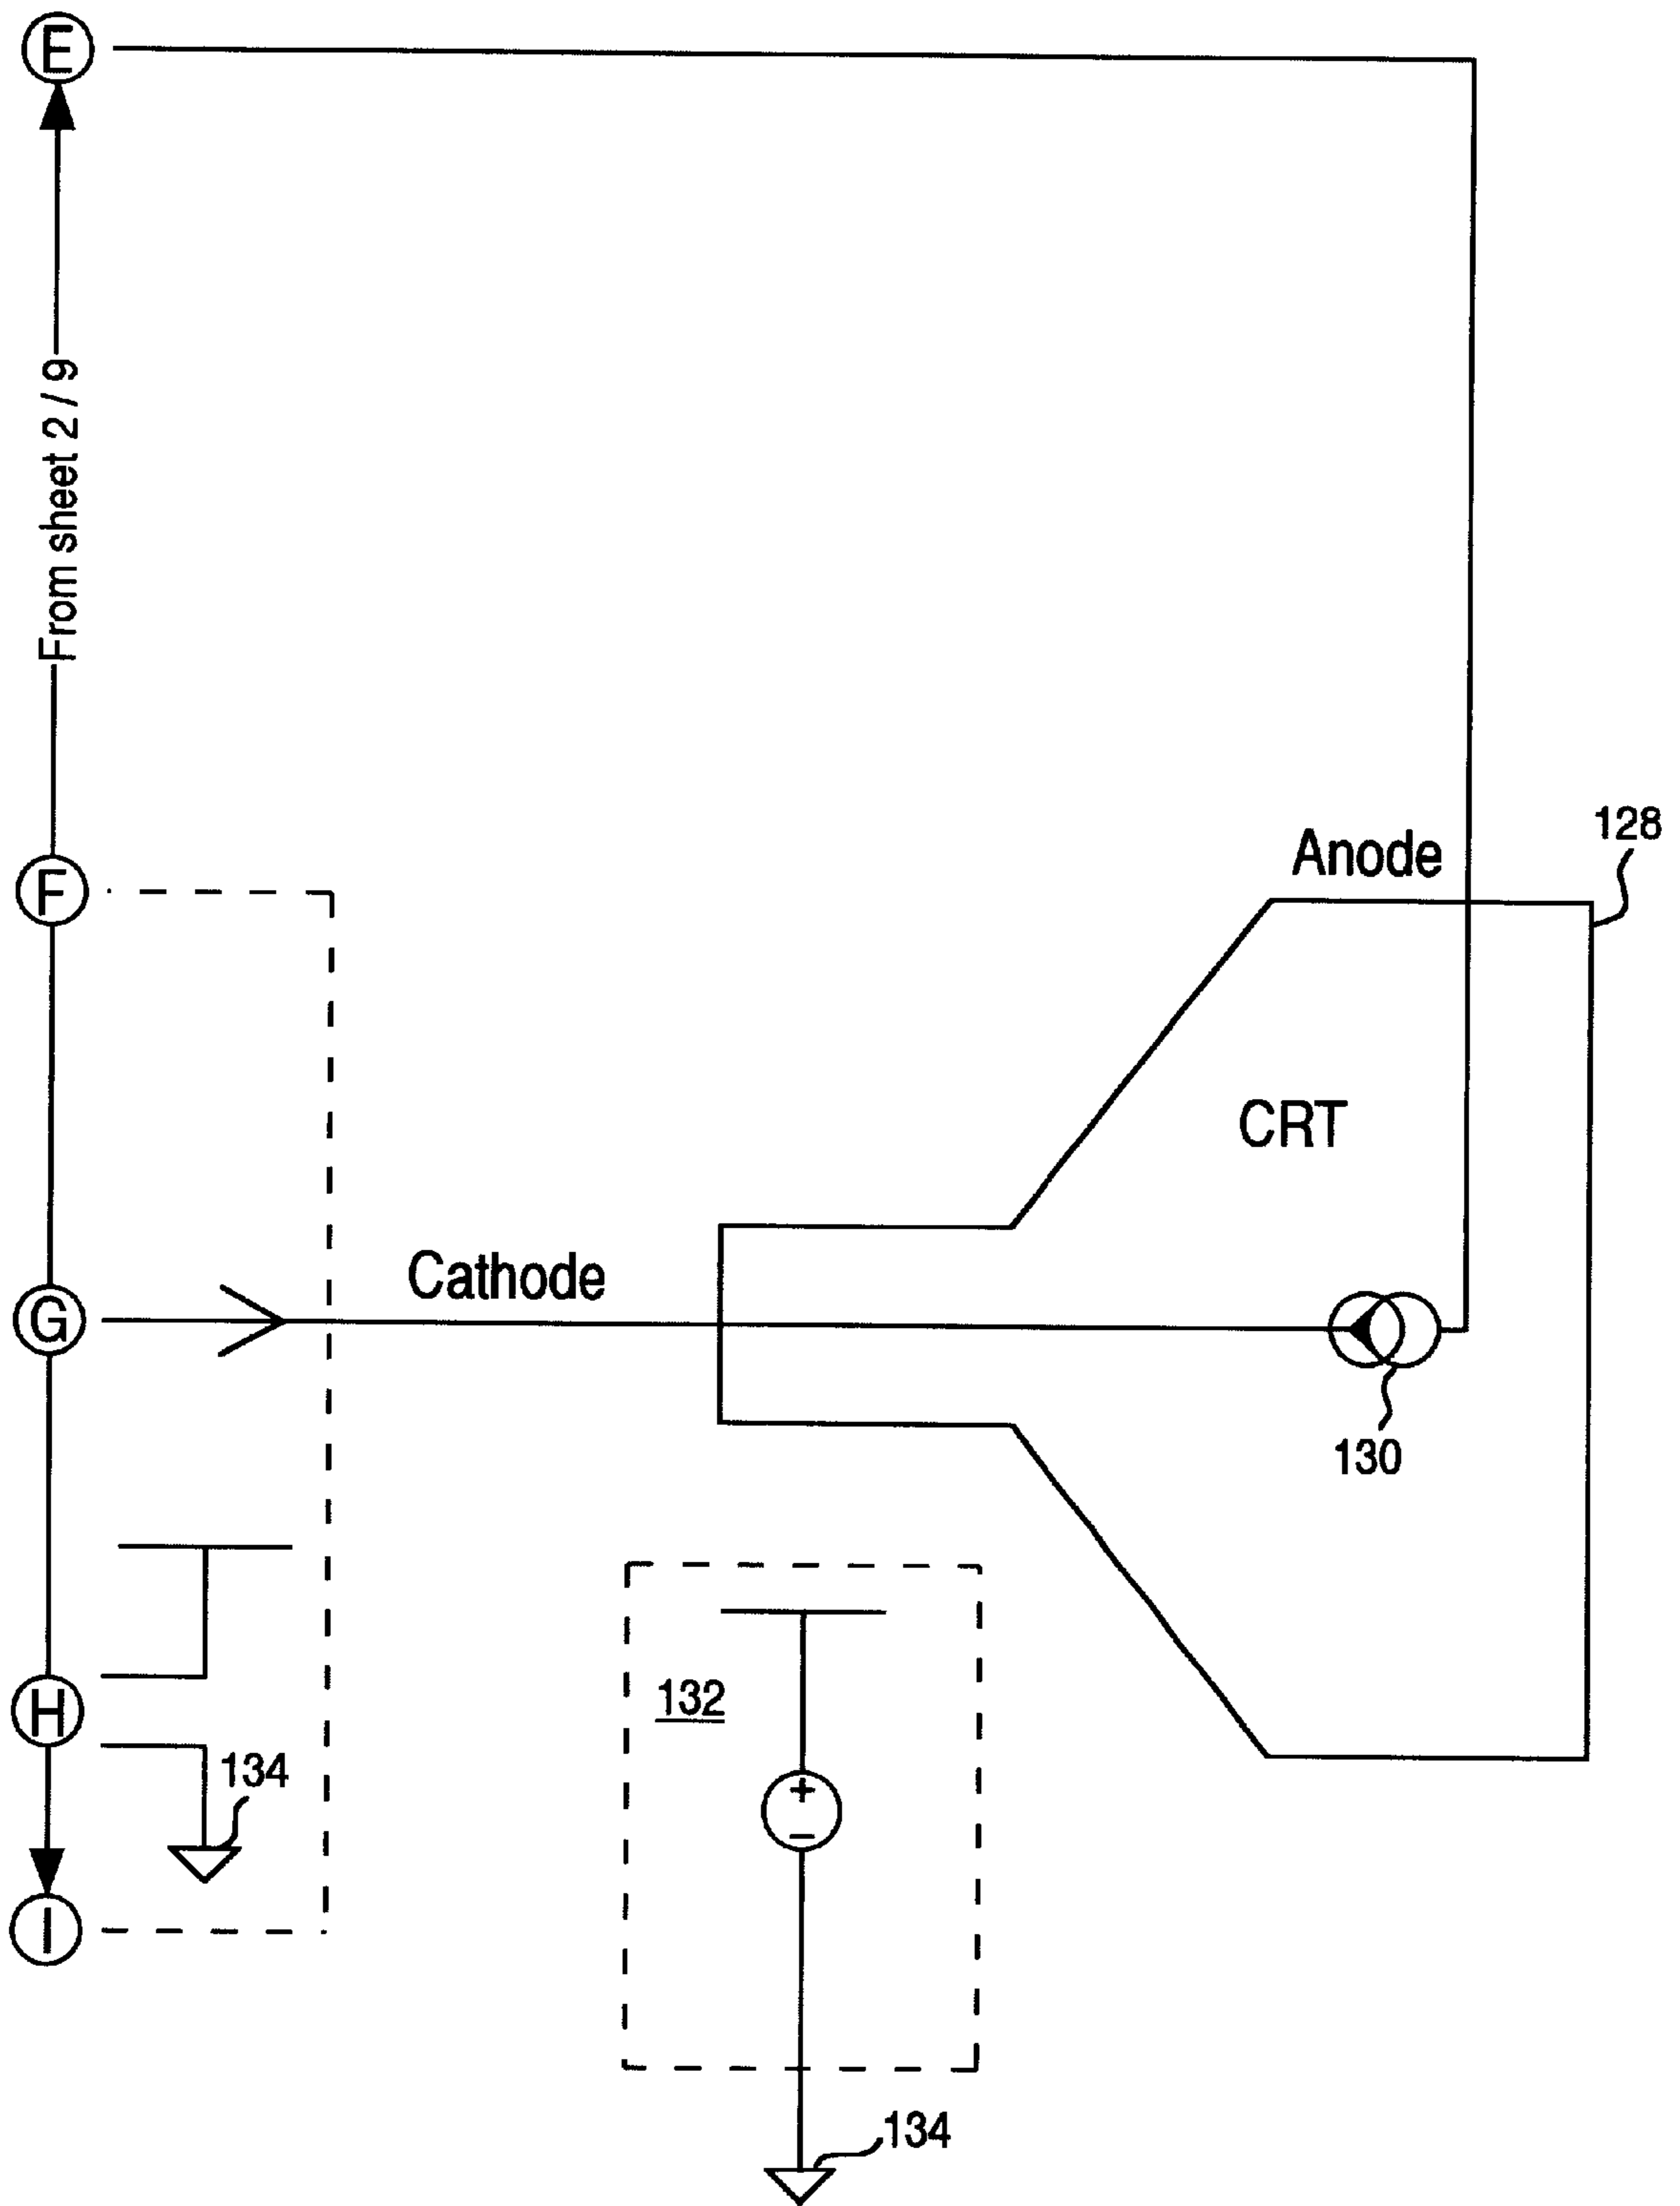 E
From sheet 2 / 9
128
Anode
F
CRT
Cathode
G
130
132
H
134
+
−
I
134